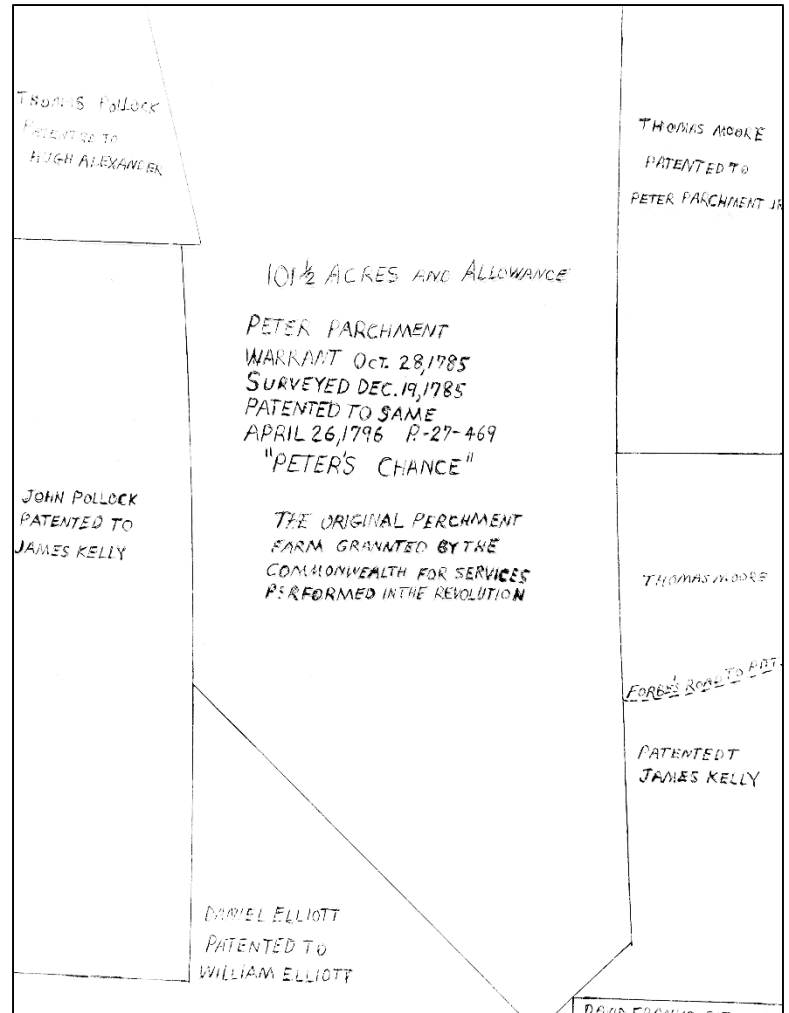 THOMAS POLLOCK
PATENTED TO
HUGH ALEXANDER
THOMAS MOORE
PATENTED TO
PETER PARCHMENT JR
101½ ACRES AND ALLOWANCE
PETER PARCHMENT
WARRANT OCT. 28,1785
SURVEYED DEC. 19,1785
PATENTED TO SAME
APRIL 26,1796 P.-27-469
"PETER'S CHANCE"
THE ORIGINAL PERCHMENT
FARM GRANNTED BY THE
COMMONWEALTH FOR SERVICES
PERFORMED IN THE REVOLUTION
JOHN POLLOCK
PATENTED TO
JAMES KELLY
THOMAS MOORE
FORBE'S ROAD TO
PATENTED T
JAMES KELLY
DANIEL ELLIOTT
PATENTED TO
WILLIAM ELLIOTT
DAVID